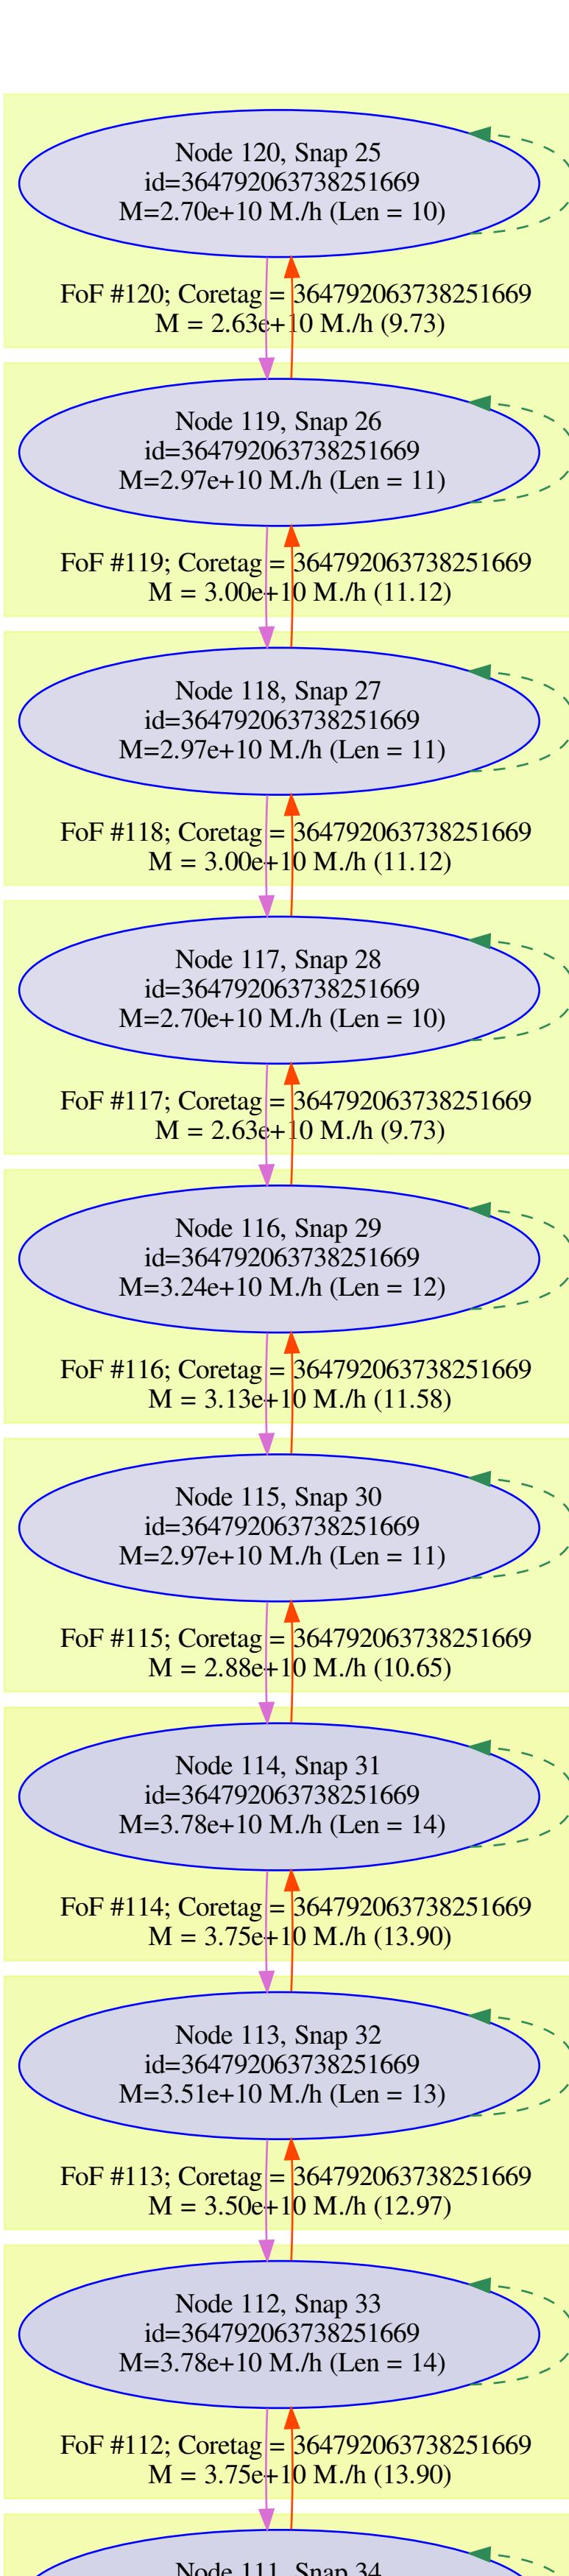 Node 120, Snap 25
id=364792063738251669
M=2.70e+10 M./h (Len = 10)
FoF #120; Coretag = 364792063738251669
M = 2.63e+10 M./h (9.73)
Node 119, Snap 26
id=364792063738251669
M=2.97e+10 M./h (Len = 11)
FoF #119; Coretag = 364792063738251669
M = 3.00e+10 M./h (11.12)
Node 118, Snap 27
id=364792063738251669
M=2.97e+10 M./h (Len = 11)
FoF #118; Coretag = 364792063738251669
M = 3.00e+10 M./h (11.12)
Node 117, Snap 28
id=364792063738251669
M=2.70e+10 M./h (Len = 10)
FoF #117; Coretag = 364792063738251669
M = 2.63e+10 M./h (9.73)
Node 116, Snap 29
id=364792063738251669
M=3.24e+10 M./h (Len = 12)
FoF #116; Coretag = 364792063738251669
M = 3.13e+10 M./h (11.58)
Node 115, Snap 30
id=364792063738251669
M=2.97e+10 M./h (Len = 11)
FoF #115; Coretag = 364792063738251669
M = 2.88e+10 M./h (10.65)
Node 114, Snap 31
id=364792063738251669
M=3.78e+10 M./h (Len = 14)
FoF #114; Coretag = 364792063738251669
M = 3.75e+10 M./h (13.90)
Node 113, Snap 32
id=364792063738251669
M=3.51e+10 M./h (Len = 13)
FoF #113; Coretag = 364792063738251669
M = 3.50e+10 M./h (12.97)
Node 112, Snap 33
id=364792063738251669
M=3.78e+10 M./h (Len = 14)
FoF #112; Coretag = 364792063738251669
M = 3.75e+10 M./h (13.90)
Node 111, Snap 34